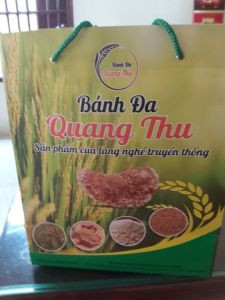 Bánh Đa
Quang Thu
Bánh Đa
Quang Thu
Sản phẩm của làng nghề truyền thống